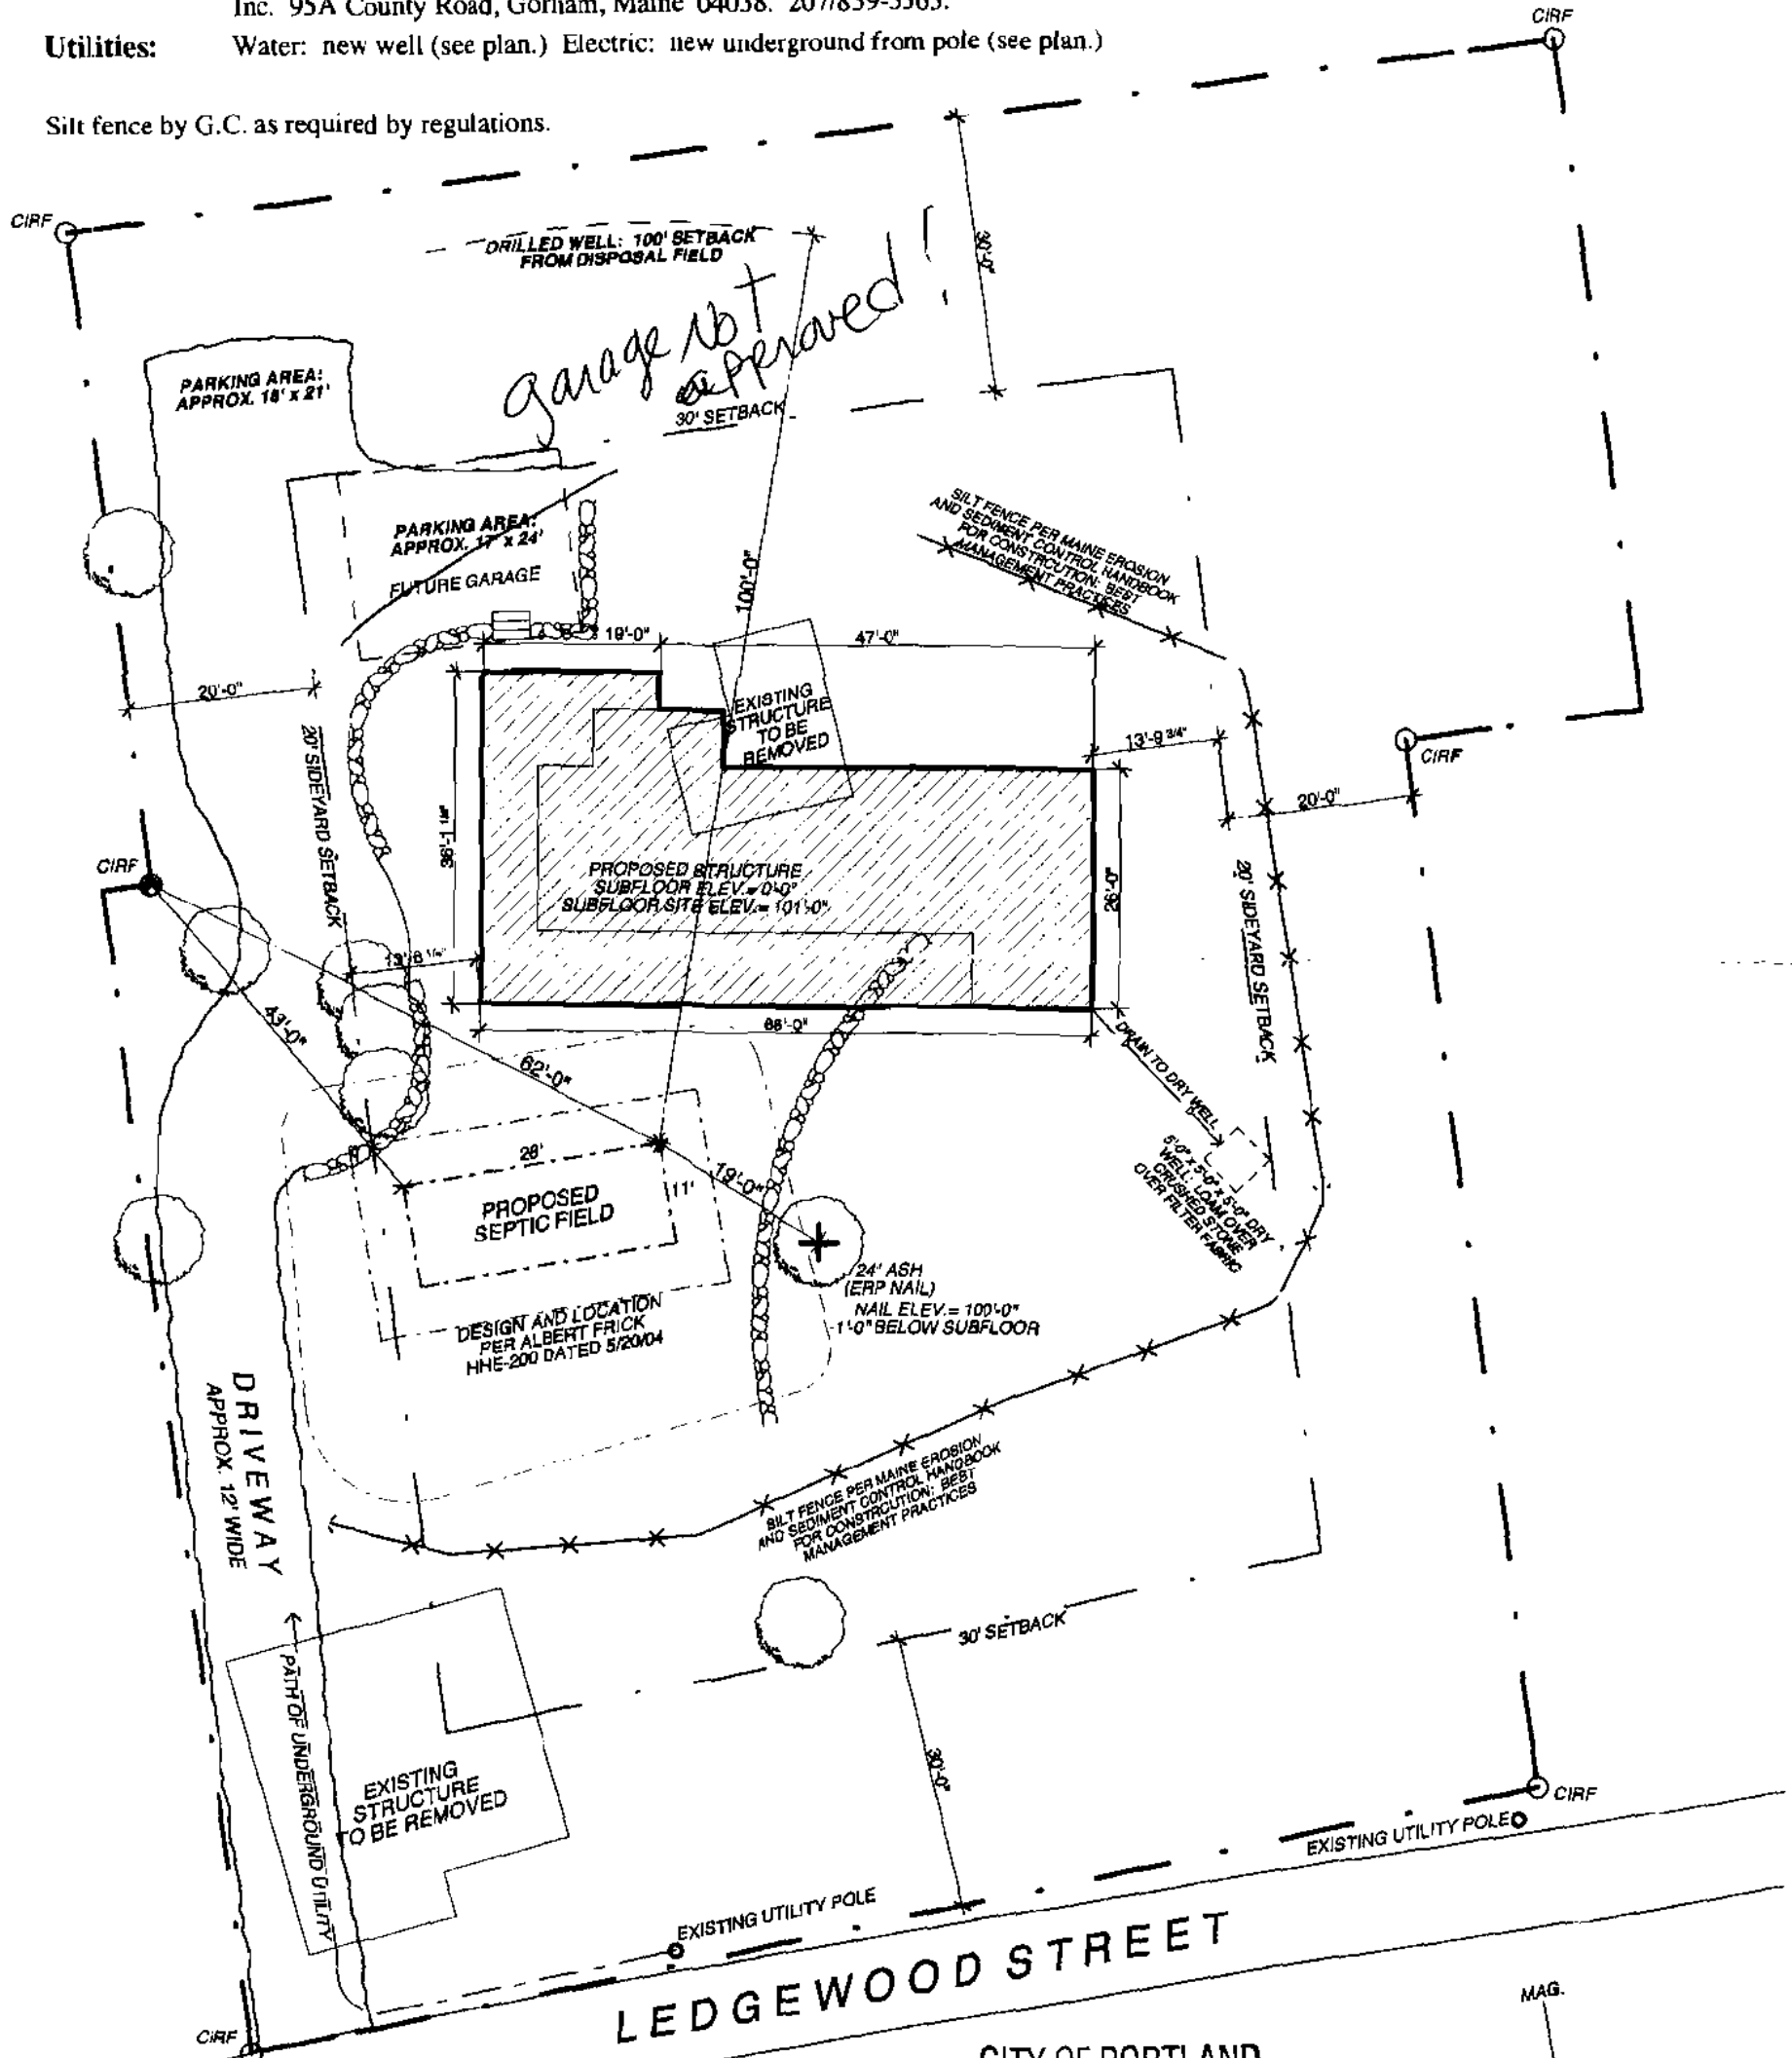 Inc. 95A County Road, Gorham, Maine 04038. 207/839-5563.
Utilities: Water: new well (see plan.) Electric: new underground from pole (see plan.)
Silt fence by G.C. as required by regulations.
CIRF
CIRF
DRILLED WELL: 100' SETBACK
FROM DISPOSAL FIELD
30'-0"
garage Not
approved!
PARKING AREA:
APPROX. 18' x 21'
30' SETBACK
PARKING AREA:
APPROX. 17' x 24'
FUTURE GARAGE
SILT FENCE PER MAINE EROSION
AND SEDIMENT CONTROL HANDBOOK
FOR CONSTRCUTION: BEST
MANAGEMENT PRACTICES
100'-0"
19'-0"
47'-0"
20'-0"
EXISTING
STRUCTURE
TO BE
REMOVED
13'-9 3/4"
CIRF
20'-0"
20' SIDEYARD SETBACK
CIRF
PROPOSED STRUCTURE
SUBFLOOR ELEV.= 0'-0"
SUBFLOOR SITE ELEV.= 101'-0"
26'-0"
20' SIDEYARD SETBACK
43'-0"
66'-0"
62'-0"
DRAIN TO DRY WELL
28'
19'-0"
11'
PROPOSED
SEPTIC FIELD
5'-0" x 5'-0" x 5'-0" DRY
WELL: LOAM OVER
CRUSHED STONE
OVER FILTER FABRIC
24' ASH
(ERP NAIL)
NAIL ELEV.= 100'-0"
1'-0" BELOW SUBFLOOR
DESIGN AND LOCATION
PER ALBERT FRICK
HHE-200 DATED 5/20/04
DRIVEWAY
APPROX. 12' WIDE
SILT FENCE PER MAINE EROSION
AND SEDIMENT CONTROL HANDBOOK
FOR CONSTRCUTION: BEST
MANAGEMENT PRACTICES
30' SETBACK
PATH OF UNDERGROUND UTILITY
EXISTING
STRUCTURE
TO BE REMOVED
30'-0"
CIRF
EXISTING UTILITY POLE
EXISTING UTILITY POLE
LEDGEWOOD STREET
CIRF
MAG.
CITY OF PORTLAND